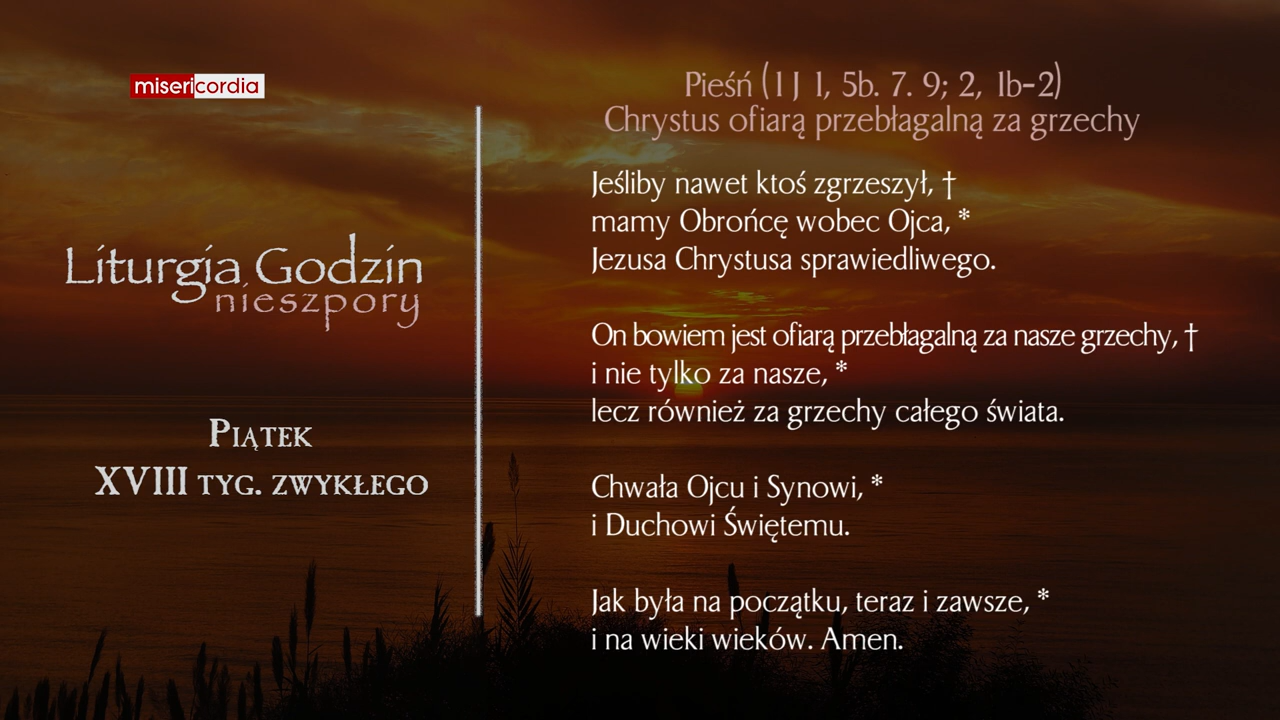 misericordia
Liturgia Godzin
nieszpory
Piątek
XVIII tyg. zwykłego
Pieśń (1 J 1, 5b. 7. 9; 2, 1b-2)
Chrystus ofiarą przebłagalną za grzechy
Jeśliby nawet ktoś zgrzeszył, †
mamy Obrońcę wobec Ojca, *
Jezusa Chrystusa sprawiedliwego.
On bowiem jest ofiarą przebłagalną za nasze grzechy, †
i nie tylko za nasze, *
lecz również za grzechy całego świata.
Chwała Ojcu i Synowi, *
i Duchowi Świętemu.
Jak była na początku, teraz i zawsze, *
i na wieki wieków. Amen.